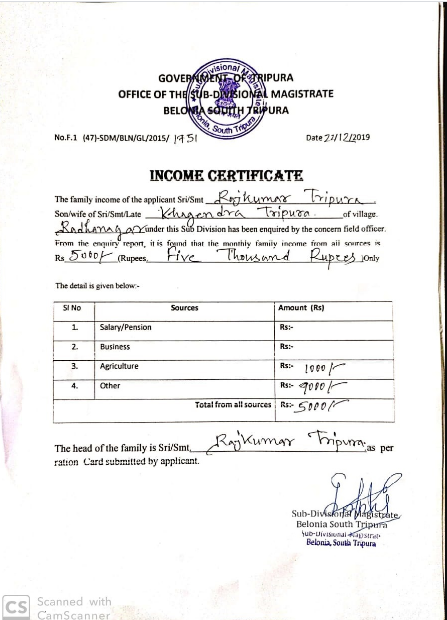 GOVERNMENT OF TRIPURA
OFFICE OF THE SUB-DIVISIONAL MAGISTRATE
BELONIA SOUTH TRIPURA
No.F.1 (47)-SDM/BLN/GL/2015/ 1951 Date 27/12/2019
INCOME CERTIFICATE
The family income of the applicant Sri/Smt Rajkumar Tripura
Son/wife of Sri/Smt/Late Khagendra Tripura of village.
Radhanagar under this Sub Division has been enquired by the concern field officer.
From the enquiry report, it is found that the monthly family income from all sources is
Rs 5000/- (Rupees, Five Thousand Rupees )Only
The detail is given below:-
Sl No Sources Amount (Rs)
1. Salary/Pension Rs:-
2. Business Rs:-
3. Agriculture Rs:- 1000/-
4. Other Rs:- 4000/-
Total from all sources Rs:- 5000/-
The head of the family is Sri/Smt, Rajkumar Tripura as per
ration Card submitted by applicant.
Sub-Divisional Magistrate
Belonia South Tripura
Sub-Divisional Magistrate
Belonia, South Tripura
CS Scanned with
CamScanner